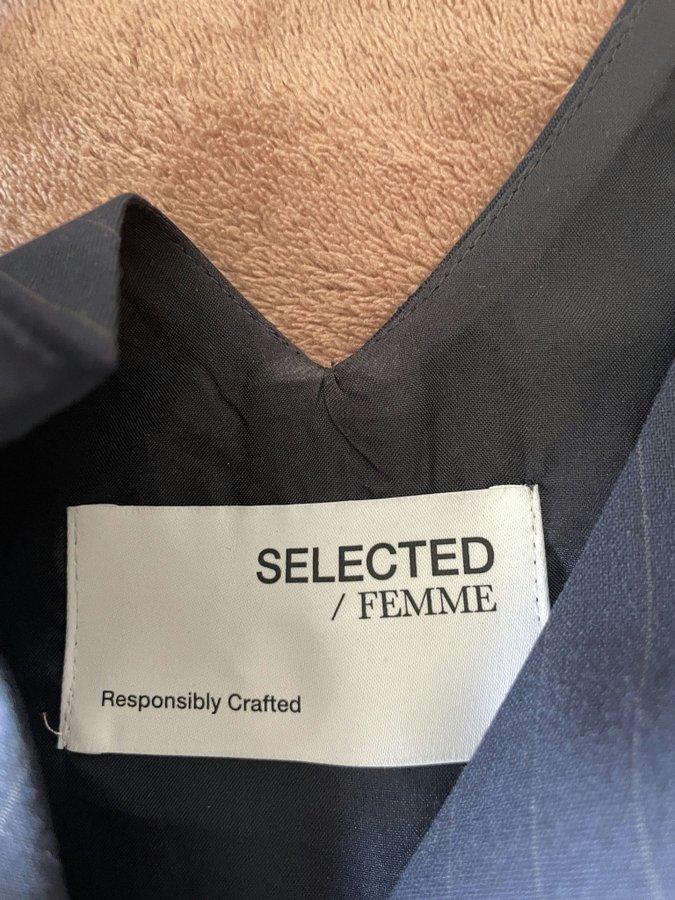 SELECTED
/ FEMME
Responsibly Crafted